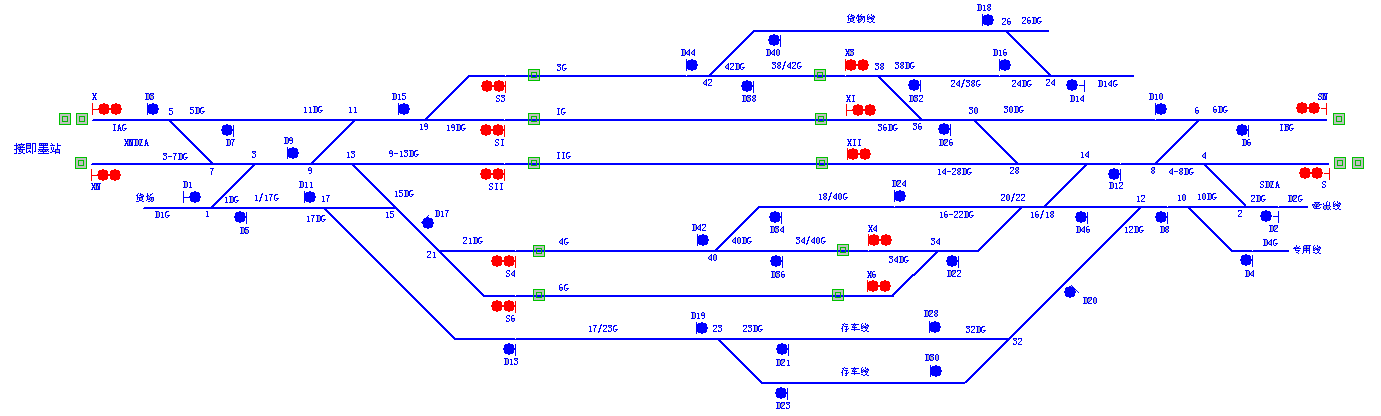 D18
货物线
26
26DG
D44
D40
X3
D16
3G
42DG
38/42G
38
38DG
42
24/38G
24DG
24
D14G
X
D3
D15
S3
D38
XI
D32
D14
D10
SN
5
5DG
11DG
11
IG
30
30DG
6
6DG
IAG
19
19DG
36DG
36
IBG
D7
SI
D26
D6
接即墨站
XNDZA
D9
XII
3-7DG
3
13
9-13DG
IIG
14
7
9
14-28DG
28
8
4-8DG
4
XN
D1
D11
SII
D24
D12
SDZA
S
货场
1DG
1/17G
17
15DG
18/40G
20/22
12
10
10DG
2DG
D2G
牵出线
D1G
1
17DG
15
16-22DG
16/18
2
D5
D17
D42
D34
X4
D46
12DG
D8
D2
21DG
4G
40DG
34/40G
34
D4G
专用线
21
40
34DG
S4
D36
X6
D22
D4
6G
D20
S6
17/23G
D19
23
23DG
存车线
D28
32DG
32
D13
D21
存车线
D30
D23